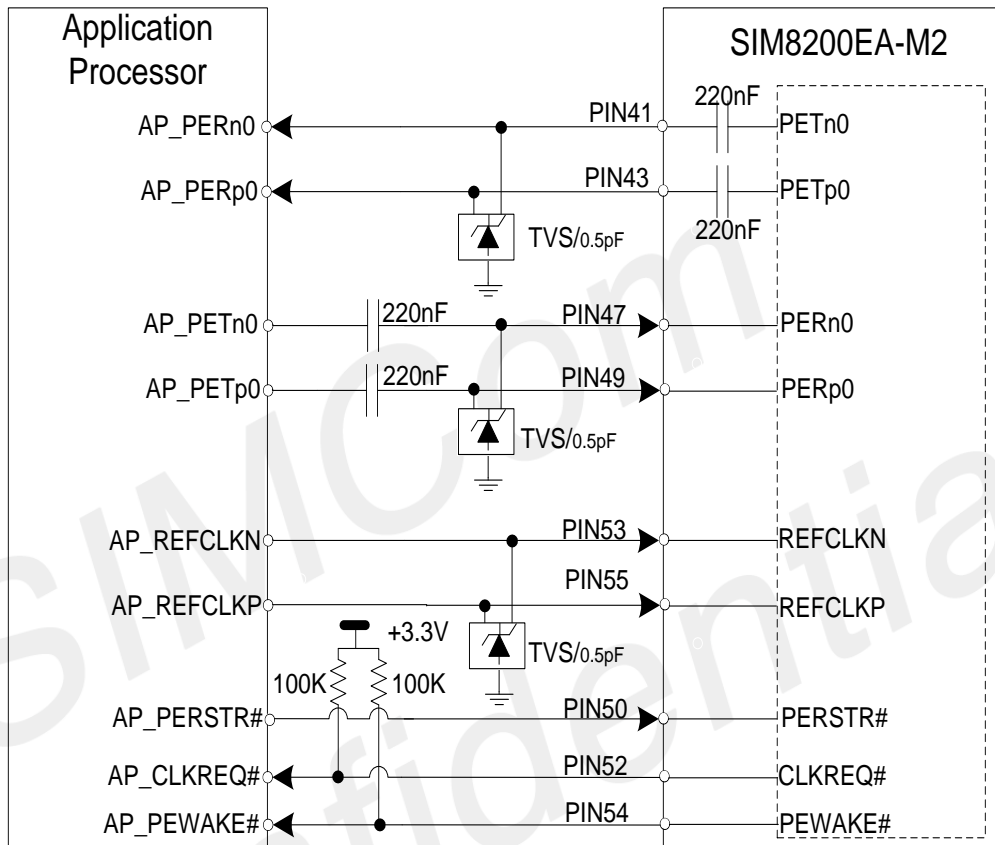 Application
Processor
SIM8200EA-M2
220nF
AP_PERn0
PIN41
PETn0
AP_PERp0
PIN43
PETp0
220nF
TVS/0.5pF
AP_PETn0
220nF
PIN47
PERn0
AP_PETp0
220nF
PIN49
PERp0
TVS/0.5pF
AP_REFCLKN
PIN53
REFCLKN
AP_REFCLKP
PIN55
REFCLKP
+3.3V
TVS/0.5pF
100K
100K
AP_PERSTR#
PIN50
PERSTR#
AP_CLKREQ#
PIN52
CLKREQ#
AP_PEWAKE#
PIN54
PEWAKE#
SIMCom
fidentia